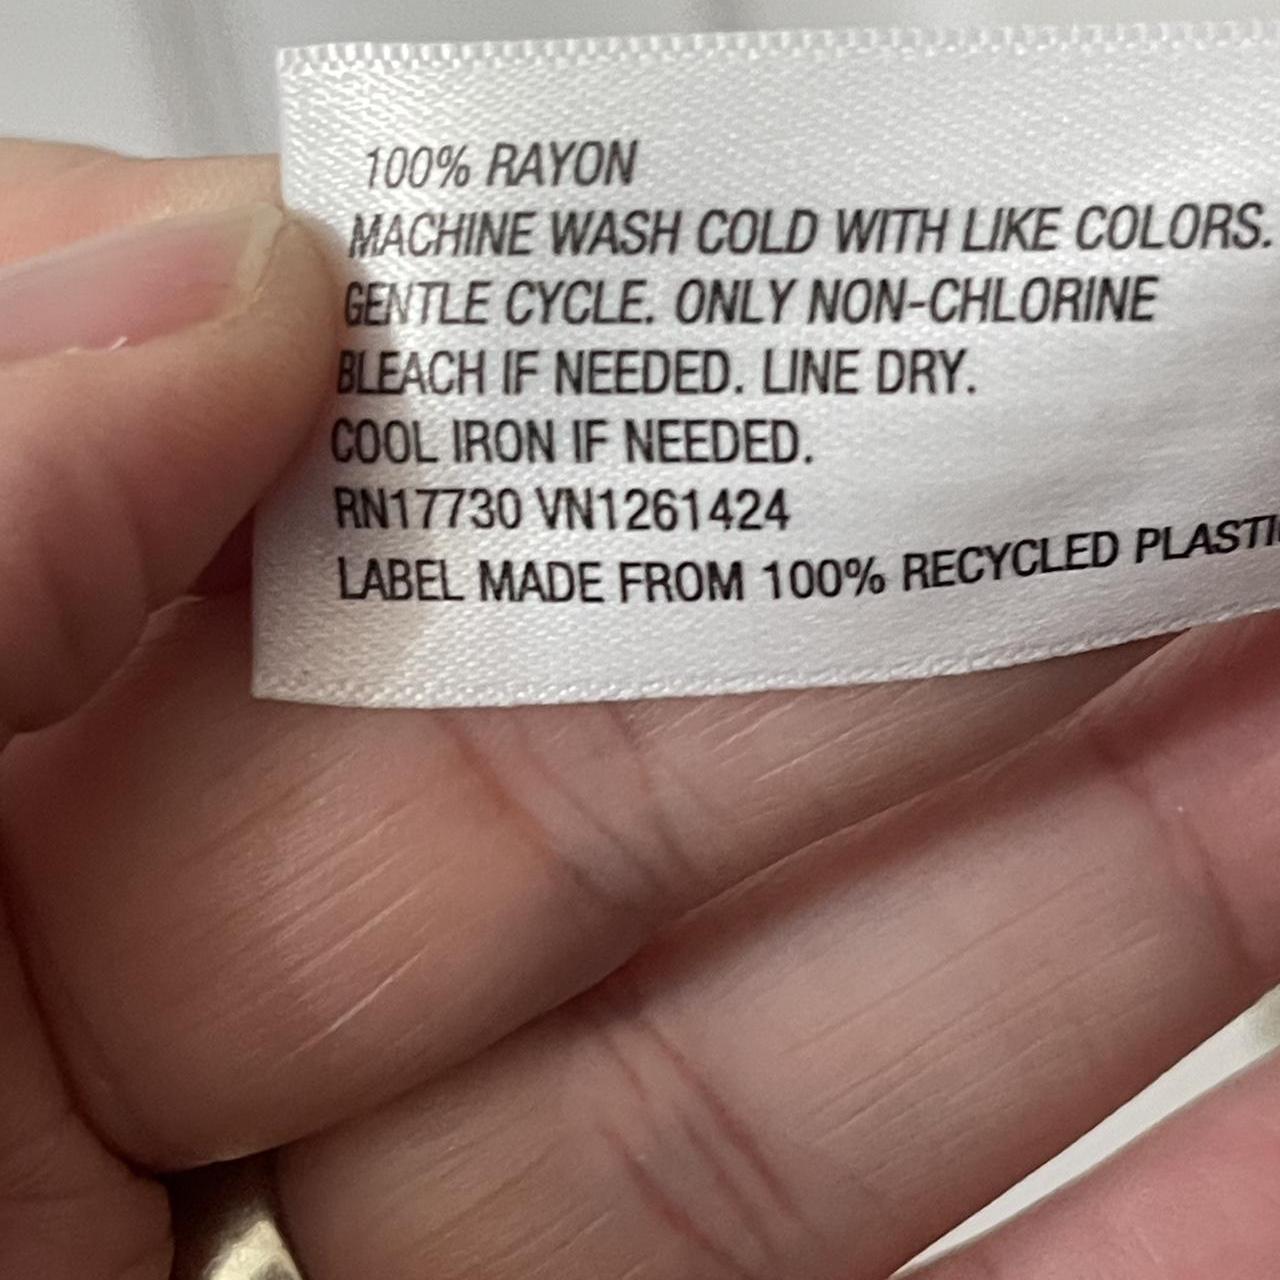 100% RAYON
MACHINE WASH COLD WITH LIKE COLORS.
GENTLE CYCLE. ONLY NON-CHLORINE
BLEACH IF NEEDED. LINE DRY.
COOL IRON IF NEEDED.
RN17730 VN1261424
LABEL MADE FROM 100% RECYCLED